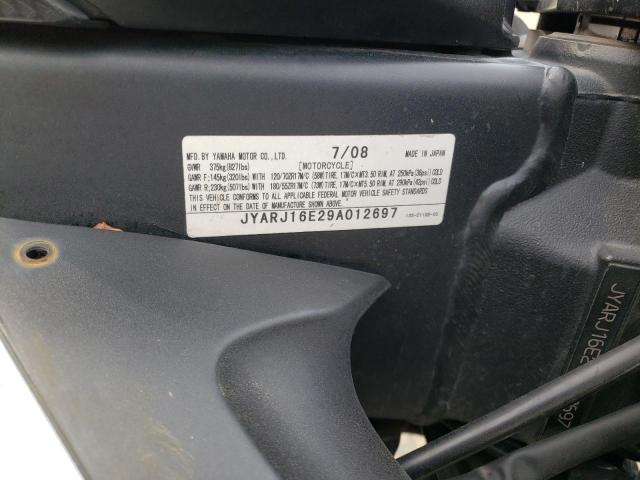 MFD.BY YAMAHA MOTOR CO.,LTD. 7/08 MADE IN JAPAN
GVWR 375kg(827lbs) [MOTORCYCLE]
GAWR F;145kg(320lbs) WITH 120/70ZR17M/C (58W)TIRE, 17M/C×MT3.50 RIM, AT 250kPa(36psi)COLD
GAWR R;230kg(507lbs) WITH 180/55ZR17M/C (73W)TIRE, 17M/C×MT5.50 RIM, AT 290kPa(42psi)COLD
THIS VEHICLE CONFORMS TO ALL APPLICABLE FEDERAL MOTOR VEHICLE SAFETY STANDARDS
IN EFFECT ON THE DATE OF MANUFACTURE SHOWN ABOVE.
JYARJ16E29A012697
JYARJ16E2